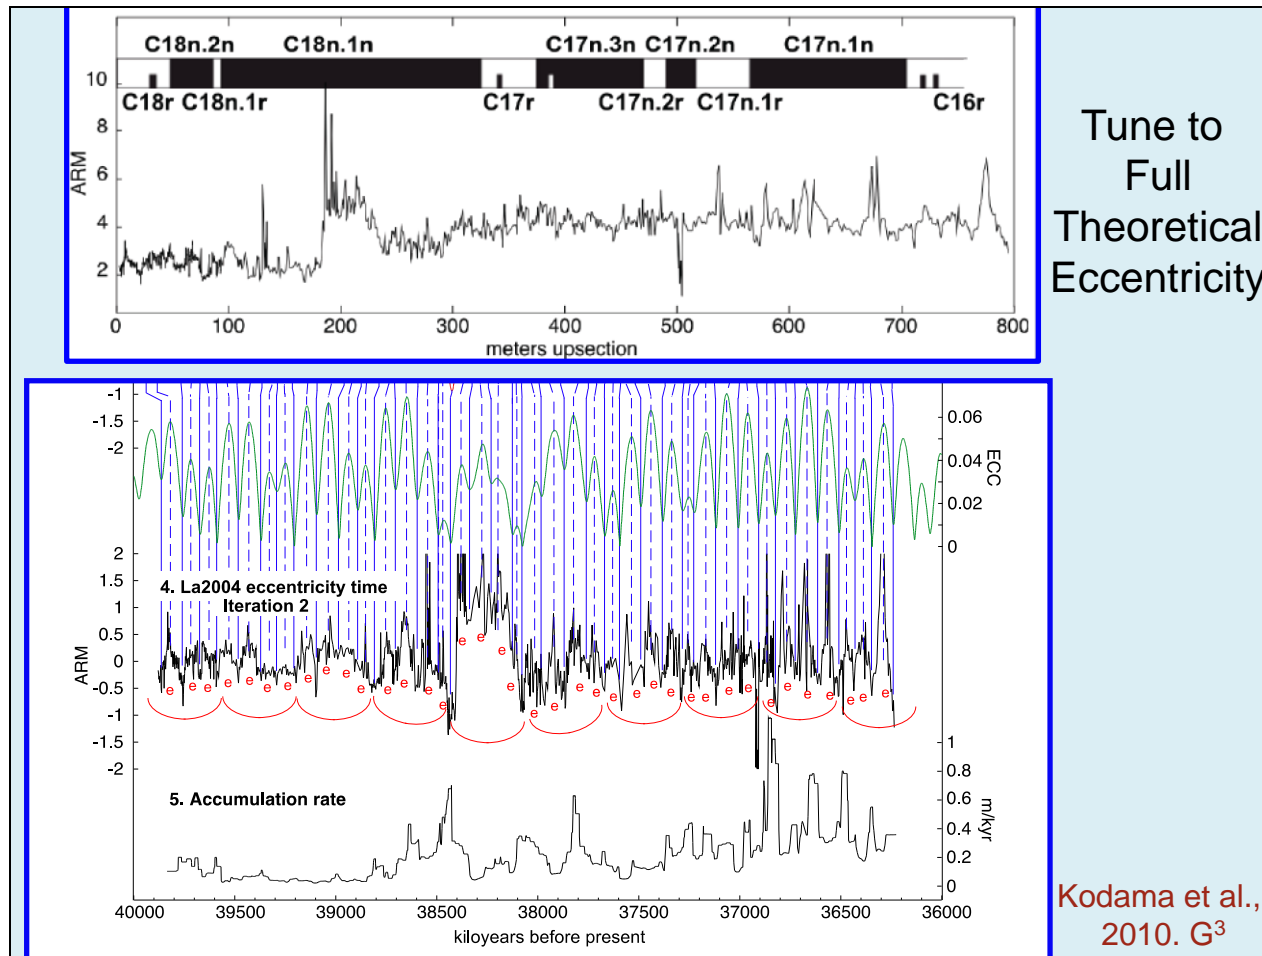 C18n.2n C18n.1n C17n.3n C17n.2n C17n.1n
C18r C18n.1r C17r C17n.2r C17n.1r C16r
10
8
6
4
2
ARM
0 100 200 300 400 500 600 700 800
meters upsection
Tune to
Full
Theoretical
Eccentricity
-1
-1.5
-2
0.06
0.04
0.02
0
ECC
4. La2004 eccentricity time
Iteration 2
2
1.5
1
0.5
0
-0.5
-1
-1.5
-2
ARM
e e e e e e e e e e e e e e e e e e e e e e e e e e e e e e e e e e e e e
5. Accumulation rate
1
0.8
0.6
0.4
0.2
0
m/kyr
40000 39500 39000 38500 38000 37500 37000 36500 36000
kiloyears before present
Kodama et al.,
2010. G³